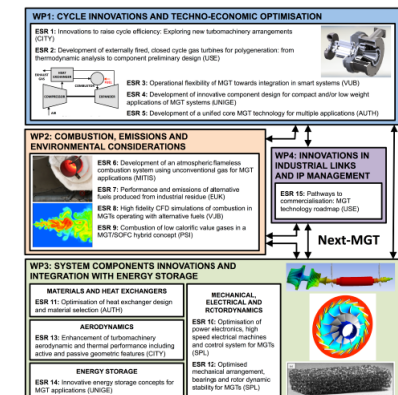 WP1: CYCLE INNOVATIONS AND TECHNO-ECONOMIC OPTIMISATION
ESR 1: Innovations to raise cycle efficiency: Exploring new turbomachinery arrangements
(CITY)
ESR 2: Development of externally fired, closed cycle gas turbines for polygeneration: from
thermodynamic analysis to component preliminary design (USE)
EXHAUST
GAS
HEAT
EXCHANGER
COMBUSTOR
FUEL
COMPRESSOR
EXPANDER
AIR
ESR 3: Operational flexibility of MGT towards integration in smart systems (VUB)
ESR 4: Development of innovative component design for compact and/or low weight
applications of MGT systems (UNIGE)
ESR 5: Development of a unified core MGT technology for multiple applications (AUTH)
WP2: COMBUSTION, EMISSIONS AND
ENVIRONMENTAL CONSIDERATIONS
ESR 6: Development of an atmospheric flameless
combustion system using unconventional gas for MGT
applications (MITIS)
ESR 7: Performance and emissions of alternative
fuels produced from industrial residue (EUK)
ESR 8: High fidelity CFD simulations of combustion in
MGTs operating with alternative fuels (VUB)
ESR 9: Combustion of low calorific value gases in a
MGT/SOFC hybrid concept (PSI)
WP4: INNOVATIONS IN
INDUSTRIAL LINKS
AND IP MANAGEMENT
ESR 15: Pathways to
commercialisation: MGT
technology roadmap (USE)
Next-MGT
WP3: SYSTEM COMPONENTS INNOVATIONS AND
INTEGRATION WITH ENERGY STORAGE
MATERIALS AND HEAT EXCHANGERS
ESR 11: Optimisation of heat exchanger design
and material selection (AUTH)
AERODYNAMICS
ESR 13: Enhancement of turbomachinery
aerodynamic and thermal performance including
active and passive geometric features (CITY)
ENERGY STORAGE
ESR 14: Innovative energy storage concepts for
MGT applications (UNIGE)
MECHANICAL,
ELECTRICAL AND
ROTORDYNAMICS
ESR 10: Optimisation of
power electronics, high
speed electrical machines
and control system for MGTs
(SPL)
ESR 12: Optimised
mechanical arrangement,
bearings and rotor dynamic
stability for MGTs (SPL)